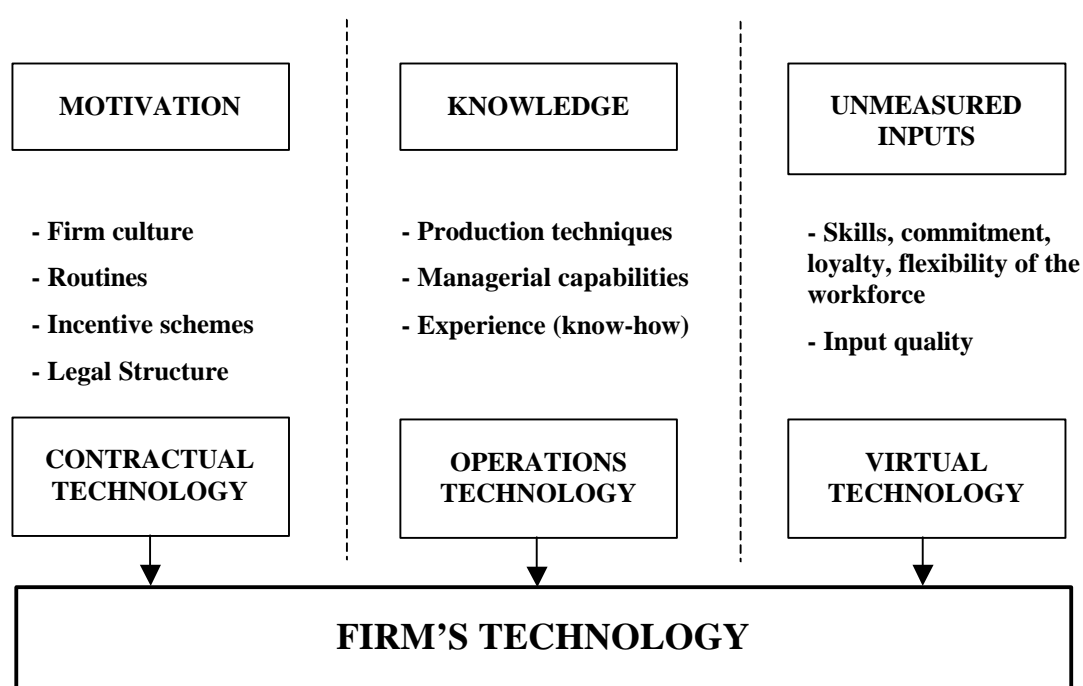 MOTIVATION
- Firm culture
- Routines
- Incentive schemes
- Legal Structure
CONTRACTUAL
TECHNOLOGY
KNOWLEDGE
- Production techniques
- Managerial capabilities
- Experience (know-how)
OPERATIONS
TECHNOLOGY
UNMEASURED
INPUTS
- Skills, commitment,
loyalty, flexibility of the
workforce
- Input quality
VIRTUAL
TECHNOLOGY
FIRM’S TECHNOLOGY